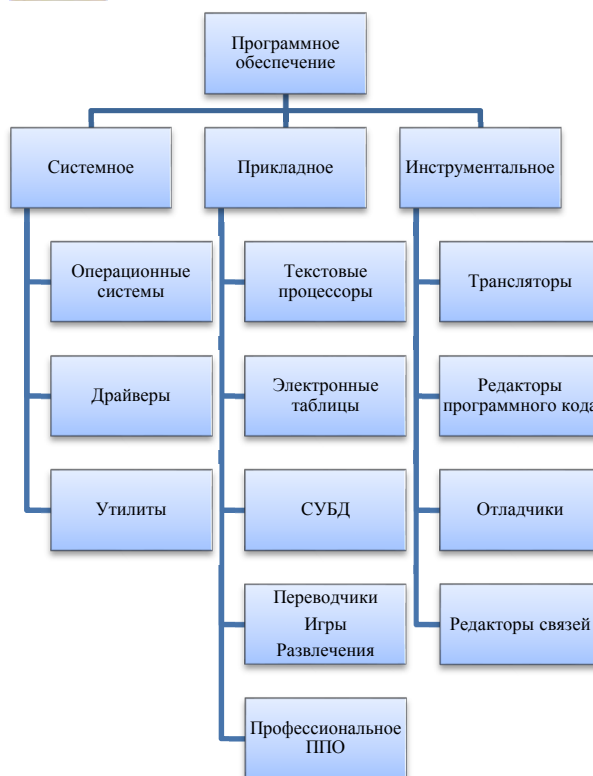 Программное
обеспечение
Системное
Прикладное
Инструментальное
Операционные
системы
Текстовые
процессоры
Трансляторы
Драйверы
Электронные
таблицы
Редакторы
программного кода
Утилиты
СУБД
Отладчики
Переводчики
Игры
Развлечения
Редакторы связей
Профессиональное
ППО